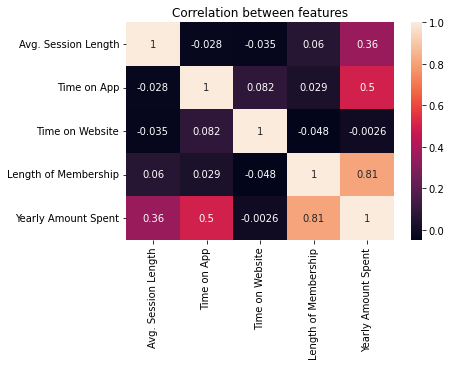 Correlation between features
Avg. Session Length 1 -0.028 -0.035 0.06 0.36
Time on App -0.028 1 0.082 0.029 0.5
Time on Website -0.035 0.082 1 -0.048 -0.0026
Length of Membership 0.06 0.029 -0.048 1 0.81
Yearly Amount Spent 0.36 0.5 -0.0026 0.81 1
Avg. Session Length
Time on App
Time on Website
Length of Membership
Yearly Amount Spent
1.0
0.8
0.6
0.4
0.2
0.0